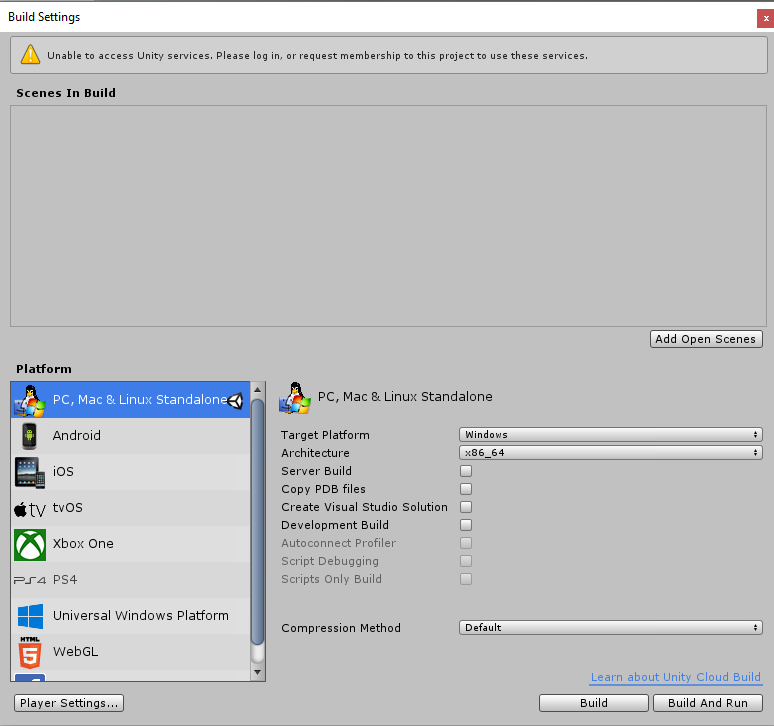 Build Settings
x
Unable to access Unity services. Please log in, or request membership to this project to use these services.
Scenes In Build
Add Open Scenes
Platform
PC, Mac & Linux Standalone
Android
iOS
tv
tvOS
Xbox One
PS4
PS4
Universal Windows Platform
HTML
5
WebGL
PC, Mac & Linux Standalone
Target Platform Windows
Architecture x86_64
Server Build
Copy PDB files
Create Visual Studio Solution
Development Build
Autoconnect Profiler
Script Debugging
Scripts Only Build
Compression Method Default
Learn about Unity Cloud Build
Player Settings...
Build
Build And Run